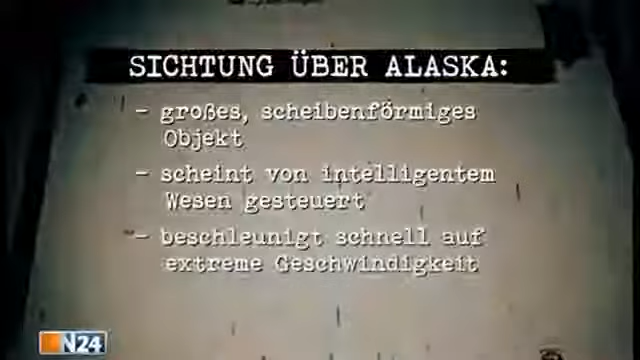 SICHTUNG ÜBER ALASKA:
- großes, scheibenförmiges
Objekt
- scheint von intelligentem
Wesen gesteuert
- beschleunigt schnell auf
extreme Geschwindigkeit
N24